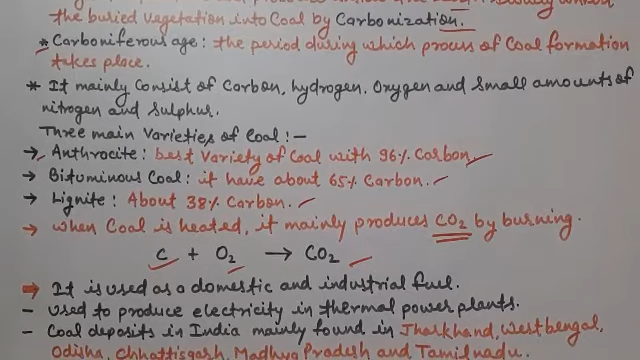 the buried vegetation into Coal by Carbonization.
* Carboniferous age: the period during which process of Coal formation
takes place.
* It mainly consist of Carbon, hydrogen. Oxygen and small amounts of
nitrogen and Sulphur.
Three main varieties of Coal:-
→ Anthrocite: best variety of coal with 96% Carbon
→ Bituminous Coal: it have about 65% Carbon.
→ Lignite: About 38% Carbon.
→ when Coal is heated, it mainly produces CO2 by burning.
C + O2 → CO2
⇒ It is used as a domestic and industrial fuel.
- Used to produce electricity in thermal power plants.
- Coal deposits in India mainly found in Jharkhand, West bengal,
Odisha, Chhattisgarh, Madhya Pradesh and Tamilnadu.